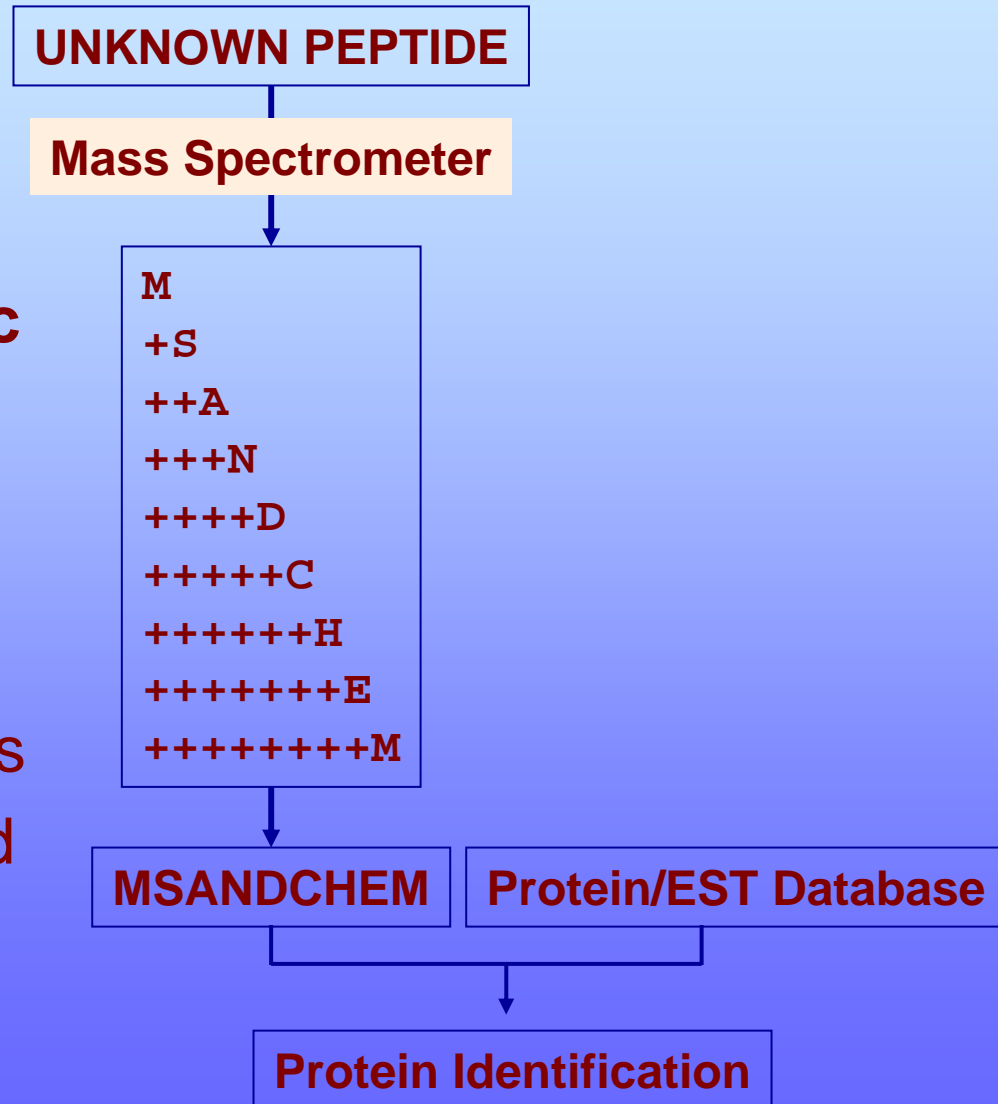 UNKNOWN PEPTIDE
Mass Spectrometer
M
c
+S
++A
+++N
++++D
+++++C
++++++H
+++++++E
s
++++++++M
d
MSANDCHEM
Protein/EST Database
Protein Identification